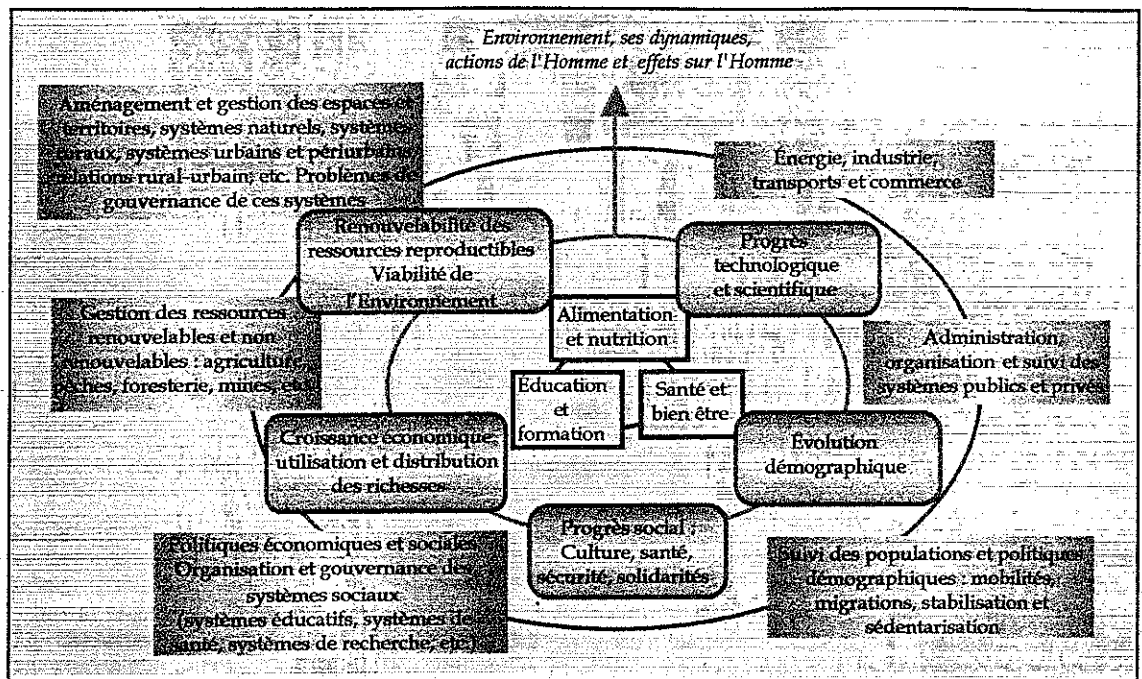 Environnement, ses dynamiques,
actions de l'Homme et effets sur l'Homme
Aménagement et gestion des espaces et
territoires, systèmes naturels, systèmes
ruraux, systèmes urbains et périurbains
relations rural-urbain, etc. Problèmes de
gouvernance de ces systèmes
Énergie, industrie,
transports et commerce
Renouvelabilité des
ressources reproductibles
Viabilité de
l'Environnement
Progrès
technologique
et scientifique
Gestion des ressources
renouvelables et non
renouvelables : agriculture,
pêches, foresterie, mines, etc.
Alimentation
et nutrition
Administration,
organisation et suivi des
systèmes publics et privés
Education
et
formation
Santé et
bien être
Croissance économique
utilisation et distribution
des richesses
Evolution
démographique
Progrès social :
Culture, santé,
sécurité, solidarités
Politiques économiques et sociales
Organisation et gouvernance des
systèmes sociaux
(systèmes éducatifs, systèmes de
santé, systèmes de recherche, etc.)
Suivi des populations et politiques
démographiques : mobilités,
migrations, stabilisation et
sédentarisation